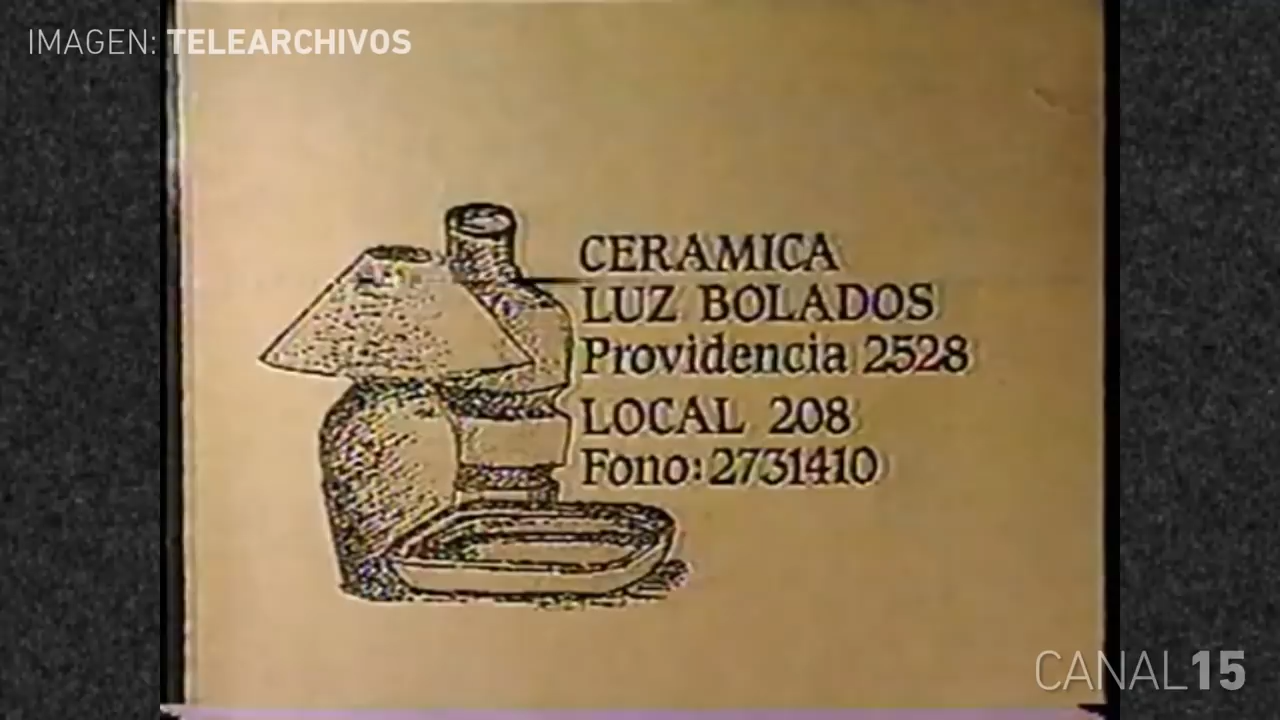 IMAGEN: TELEARCHIVOS
CERAMICA
LUZ BOLADOS
Providencia 2528
LOCAL 208
Fono: 2731410
CANAL15